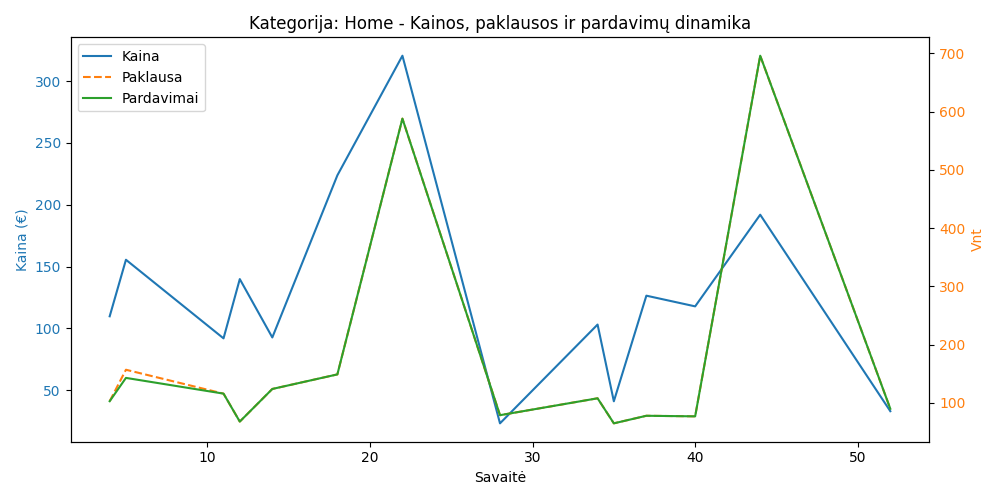 Kategorija: Home - Kainos, paklausos ir pardavimų dinamika
Kaina
Paklausa
Pardavimai
Kaina (€)
300
250
200
150
100
50
700
600
500
400
300
200
100
Vnt
10 20 30 40 50
Savaitė